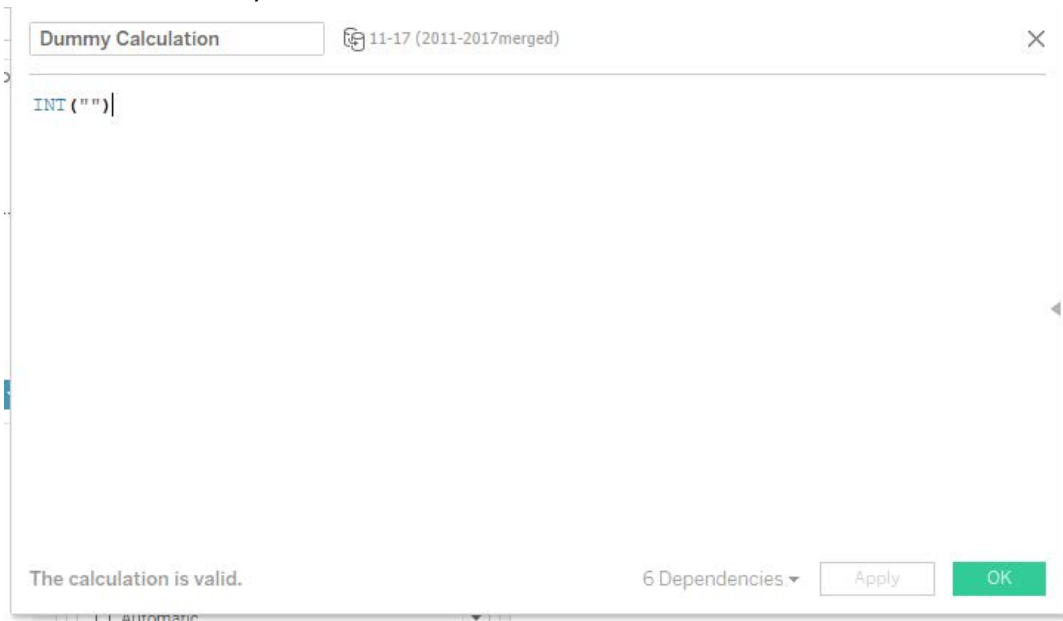 Dummy Calculation 11-17 (2011-2017merged)
INT("")
The calculation is valid. 6 Dependencies Apply OK
Automatic